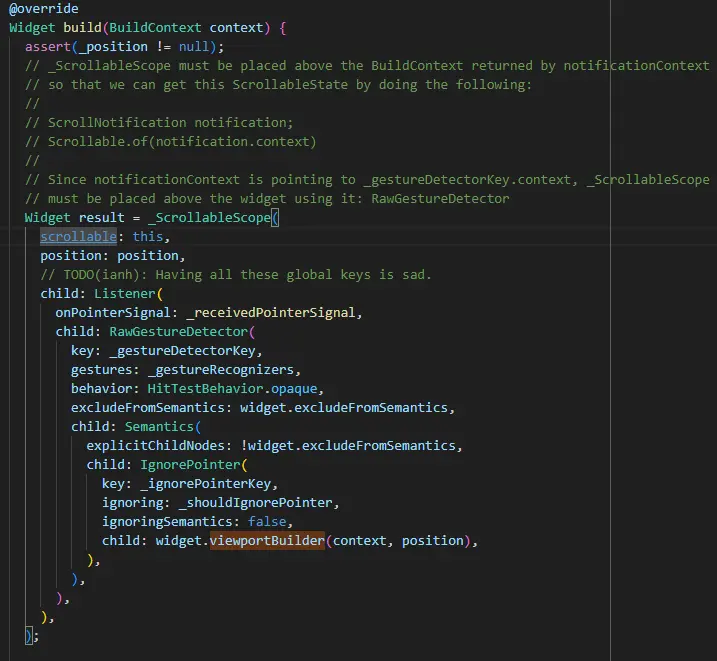 @override
Widget build(BuildContext context) {
  assert(_position != null);
  // _ScrollableScope must be placed above the BuildContext returned by notificationContext
  // so that we can get this ScrollableState by doing the following:
  //
  // ScrollNotification notification;
  // Scrollable.of(notification.context)
  //
  // Since notificationContext is pointing to _gestureDetectorKey.context, _ScrollableScope
  // must be placed above the widget using it: RawGestureDetector
  Widget result = _ScrollableScope(
    scrollable: this,
    position: position,
    // TODO(ianh): Having all these global keys is sad.
    child: Listener(
      onPointerSignal: _receivedPointerSignal,
      child: RawGestureDetector(
        key: _gestureDetectorKey,
        gestures: _gestureRecognizers,
        behavior: HitTestBehavior.opaque,
        excludeFromSemantics: widget.excludeFromSemantics,
        child: Semantics(
          explicitChildNodes: !widget.excludeFromSemantics,
          child: IgnorePointer(
            key: _ignorePointerKey,
            ignoring: _shouldIgnorePointer,
            ignoringSemantics: false,
            child: widget.viewportBuilder(context, position),
          ),
        ),
      ),
    ),
  );